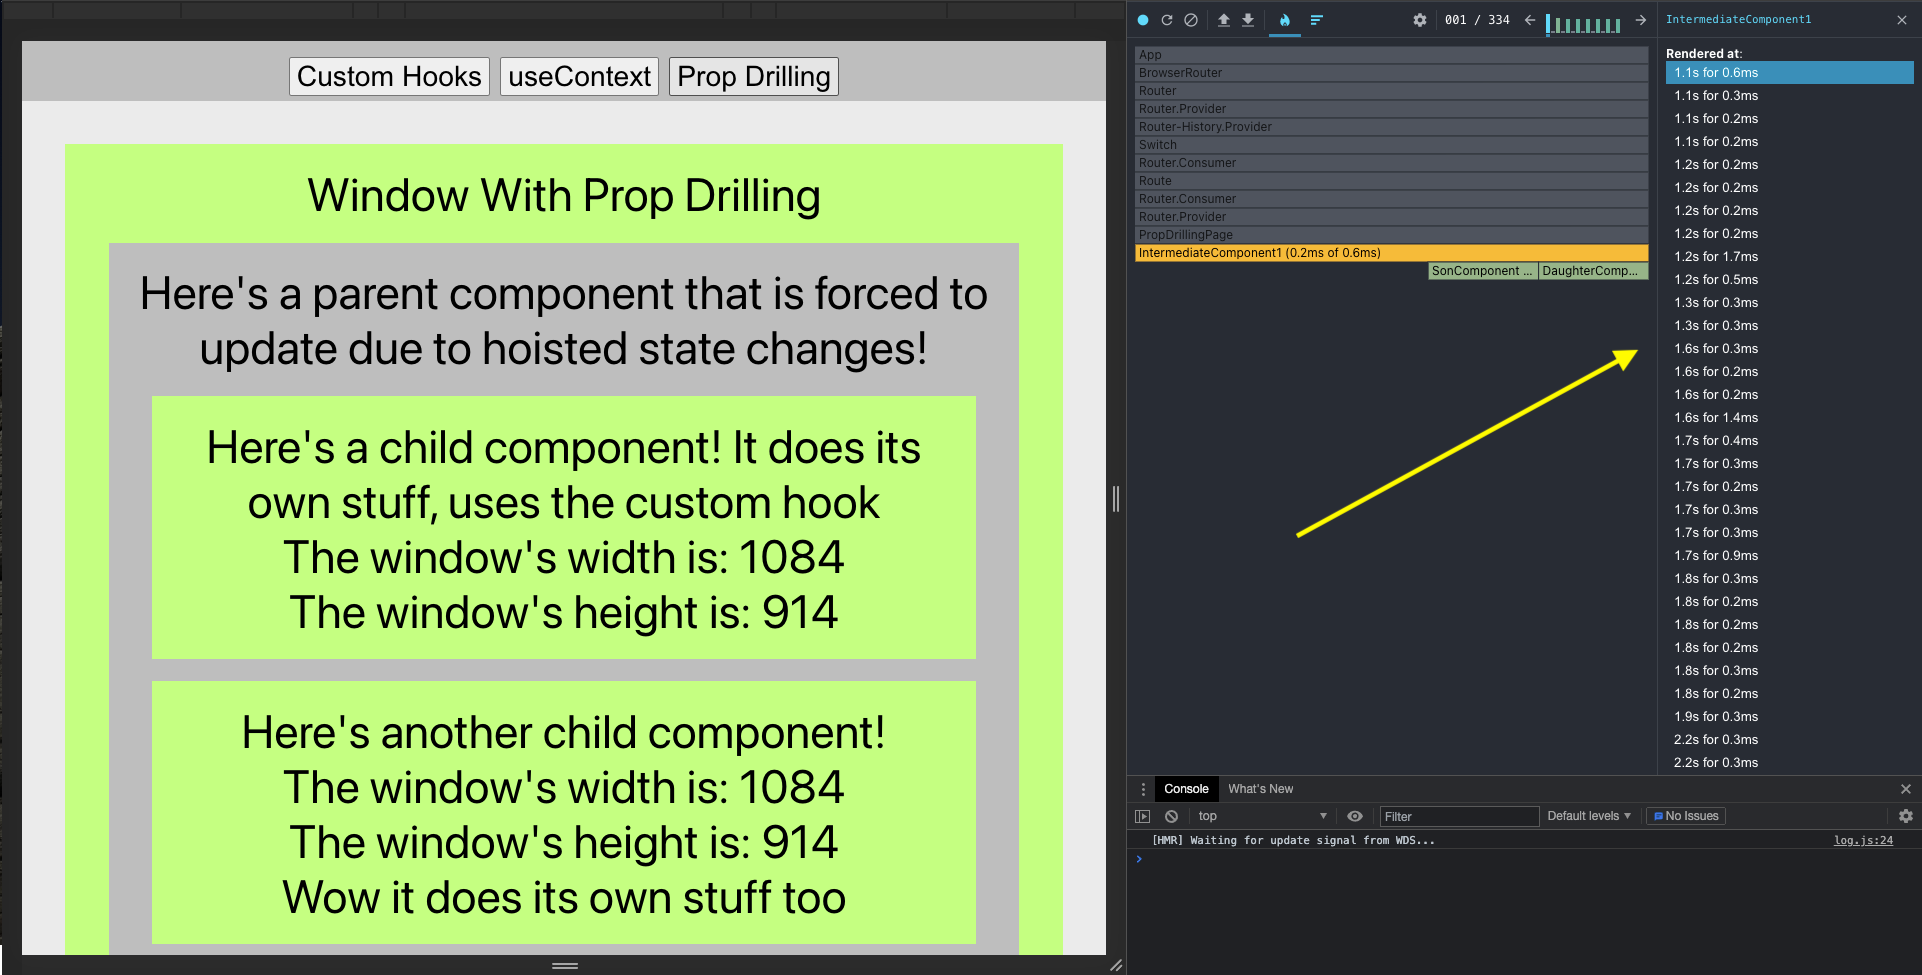 Custom Hooks
useContext
Prop Drilling
Window With Prop Drilling
Here's a parent component that is forced to
update due to hoisted state changes!
Here's a child component! It does its
own stuff, uses the custom hook
The window's width is: 1084
The window's height is: 914
Here's another child component!
The window's width is: 1084
The window's height is: 914
Wow it does its own stuff too
001 / 334
App
BrowserRouter
Router
Router.Provider
Router-History.Provider
Switch
Router.Consumer
Route
Router.Consumer
Router.Provider
PropDrillingPage
IntermediateComponent1 (0.2ms of 0.6ms)
SonComponent ...
DaughterComp...
IntermediateComponent1
Rendered at:
1.1s for 0.6ms
1.1s for 0.3ms
1.1s for 0.2ms
1.1s for 0.2ms
1.2s for 0.2ms
1.2s for 0.2ms
1.2s for 0.2ms
1.2s for 0.2ms
1.2s for 1.7ms
1.2s for 0.5ms
1.3s for 0.3ms
1.3s for 0.3ms
1.6s for 0.3ms
1.6s for 0.2ms
1.6s for 0.2ms
1.6s for 1.4ms
1.7s for 0.4ms
1.7s for 0.3ms
1.7s for 0.2ms
1.7s for 0.3ms
1.7s for 0.3ms
1.7s for 0.9ms
1.8s for 0.3ms
1.8s for 0.2ms
1.8s for 0.2ms
1.8s for 0.2ms
1.8s for 0.3ms
1.8s for 0.2ms
1.9s for 0.3ms
2.2s for 0.3ms
2.2s for 0.3ms
Console
What's New
top
Filter
Default levels
No Issues
[HMR] Waiting for update signal from WDS...
log.js:24